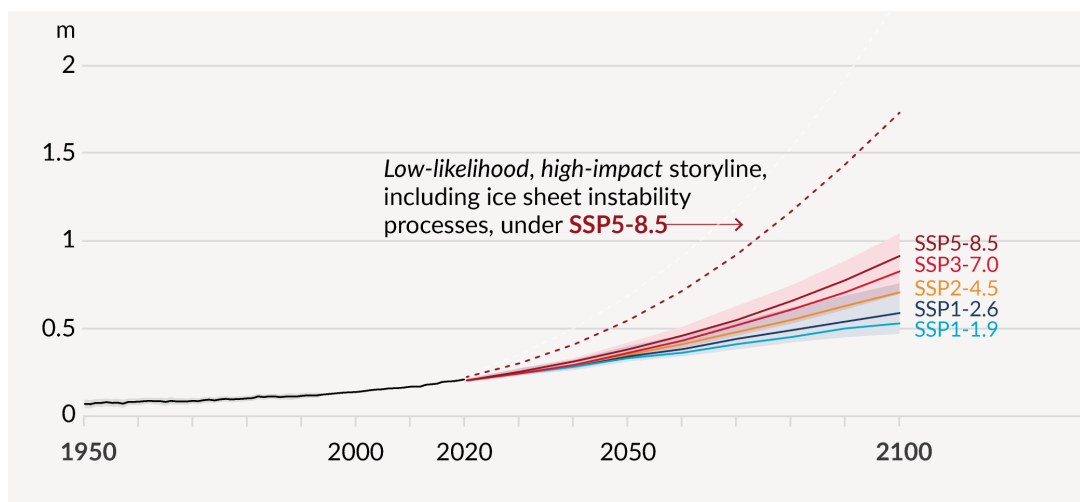 m
2
1.5
Low-likelihood, high-impact storyline,
including ice sheet instability
processes, under SSP5-8.5
1
SSP5-8.5
SSP3-7.0
SSP2-4.5
SSP1-2.6
SSP1-1.9
0.5
0
1950 2000 2020 2050 2100